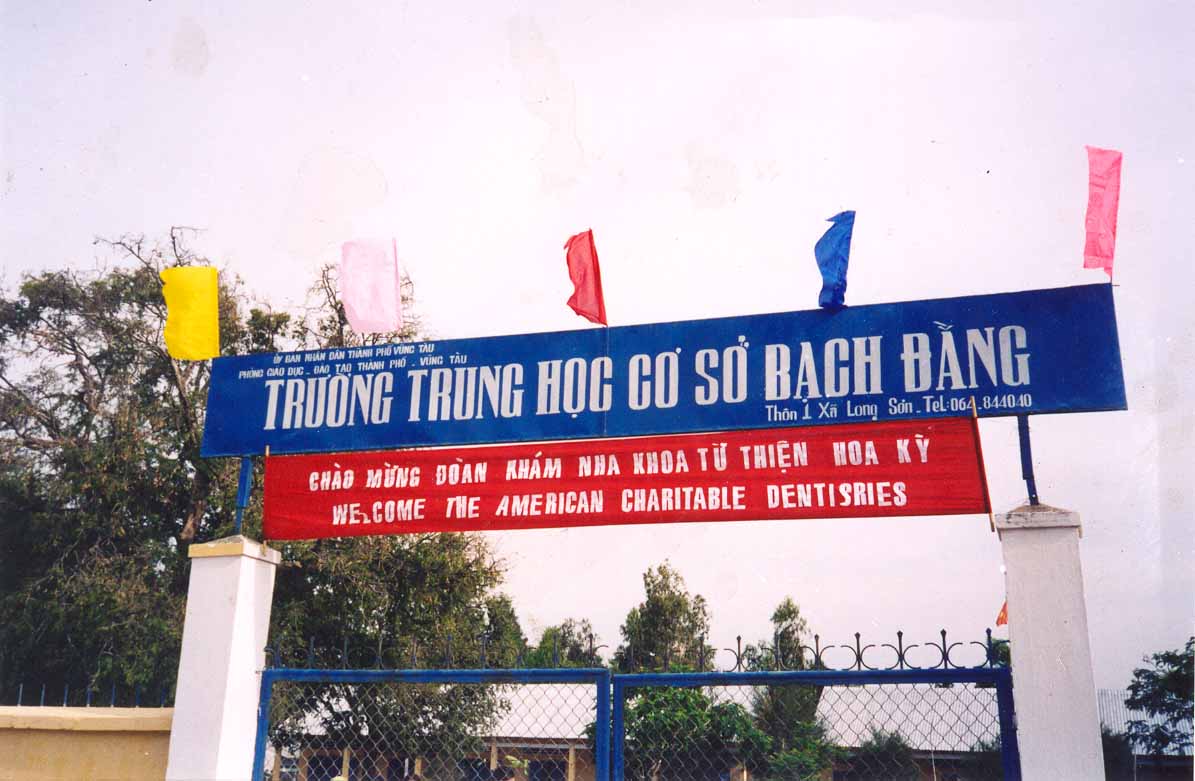 ỦY BAN NHÂN DÂN THÀNH PHỐ VŨNG TÀU
PHÒNG GIÁO DỤC - ĐÀO TẠO THÀNH PHỐ - VŨNG TÀU
TRƯỜNG TRUNG HỌC CƠ SỞ BẠCH ĐẰNG
Thôn 1 Xã Long Sơn - Tel: 064.844040
CHÀO MỪNG ĐOÀN KHÁM NHA KHOA TỪ THIỆN HOA KỲ
WELCOME THE AMERICAN CHARITABLE DENTISRIES